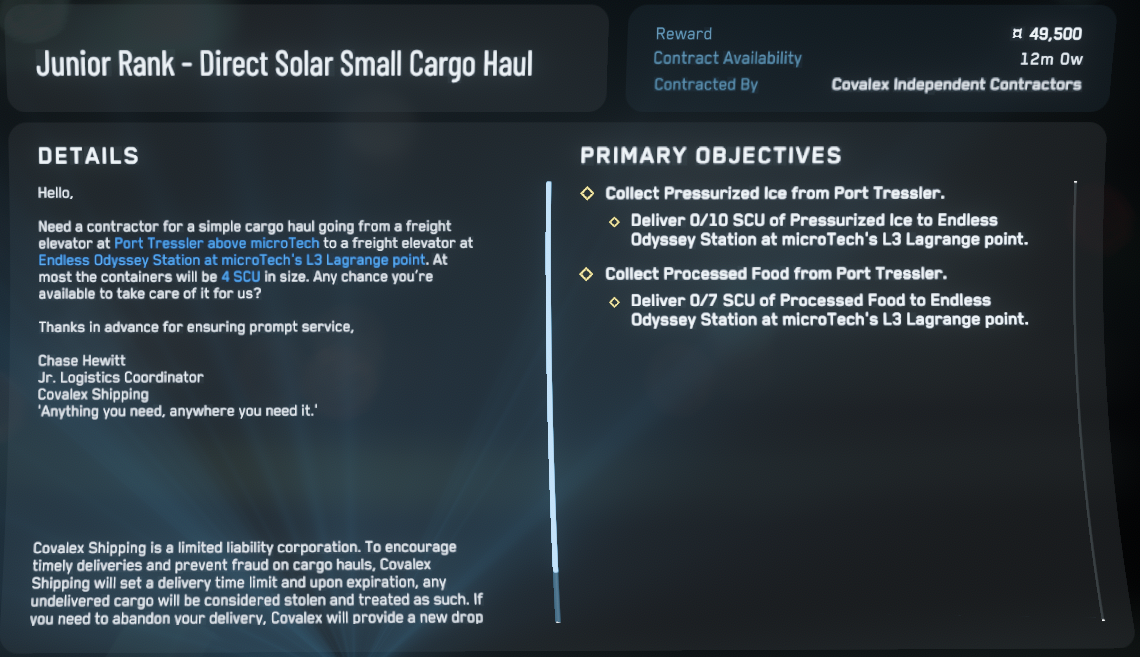 Junior Rank - Direct Solar Small Cargo Haul
Reward ¤ 49,500
Contract Availability 12m 0w
Contracted By Covalex Independent Contractors
DETAILS
Hello,
Need a contractor for a simple cargo haul going from a freight
elevator at Port Tressler above microTech to a freight elevator at
Endless Odyssey Station at microTech's L3 Lagrange point. At
most the containers will be 4 SCU in size. Any chance you're
available to take care of it for us?
Thanks in advance for ensuring prompt service,
Chase Hewitt
Jr. Logistics Coordinator
Covalex Shipping
'Anything you need, anywhere you need it.'
Covalex Shipping is a limited liability corporation. To encourage
timely deliveries and prevent fraud on cargo hauls, Covalex
Shipping will set a delivery time limit and upon expiration, any
undelivered cargo will be considered stolen and treated as such. If
you need to abandon your delivery, Covalex will provide a new drop
PRIMARY OBJECTIVES
Collect Pressurized Ice from Port Tressler.
Deliver 0/10 SCU of Pressurized Ice to Endless
Odyssey Station at microTech's L3 Lagrange point.
Collect Processed Food from Port Tressler.
Deliver 0/7 SCU of Processed Food to Endless
Odyssey Station at microTech's L3 Lagrange point.